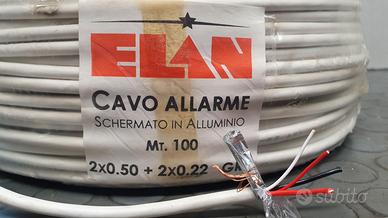 ELAN
CAVO ALLARME
SCHERMATO IN ALLUMINIO
MT. 100
2x0.50 + 2x0.22
subito